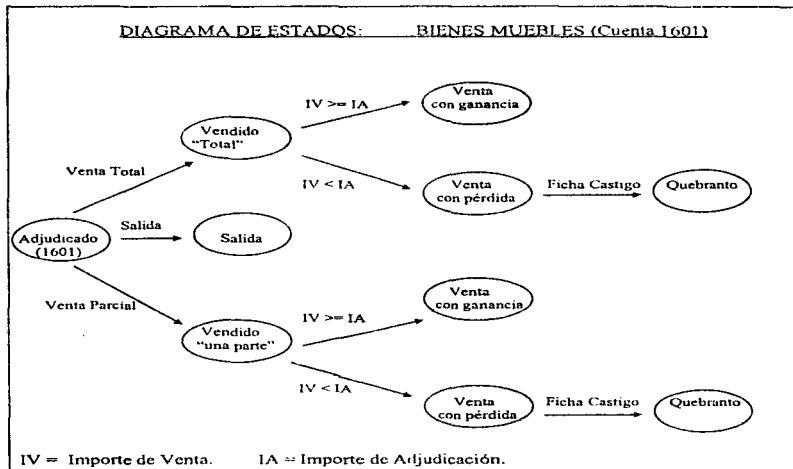 DIAGRAMA DE ESTADOS: BIENES MUEBLES (Cuenta 1601)
IV >= IA
Venta
con ganancia
Vendido
"Total"
Venta Total
IV < IA
Venta
con pérdida
Ficha Castigo
Quebranto
Adjudicado
(1601)
Salida
Salida
Venta Parcial
IV >= IA
Venta
con ganancia
Vendido
"una parte"
IV < IA
Venta
con pérdida
Ficha Castigo
Quebranto
IV = Importe de Venta. IA = Importe de Adjudicación.